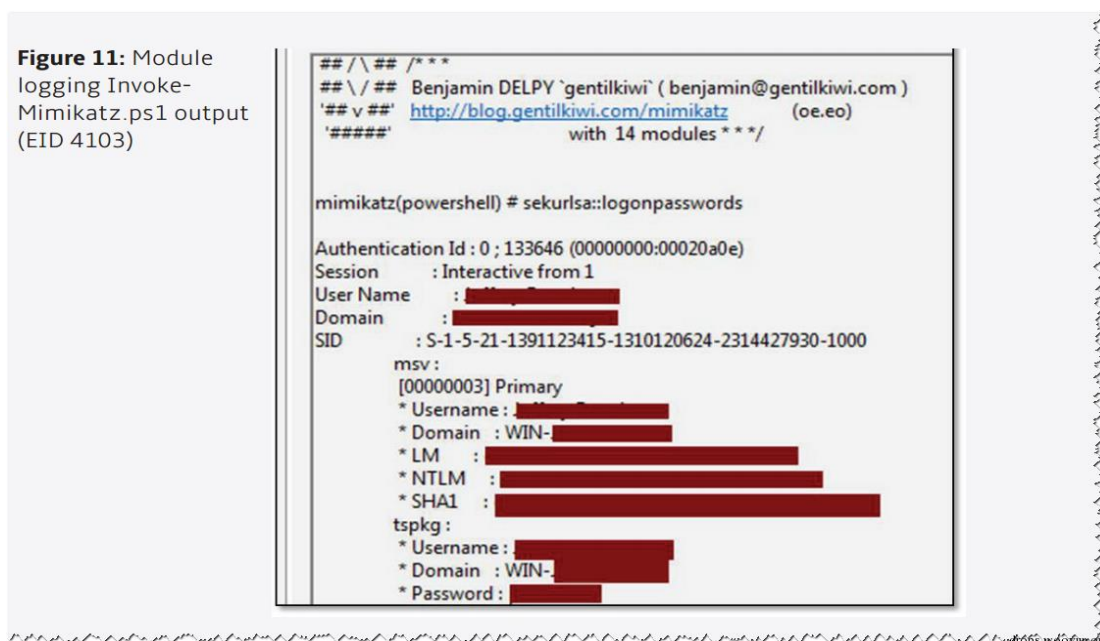 Figure 11: Module
logging Invoke-
Mimikatz.ps1 output
(EID 4103)
## / \ ## /* * *
## \ / ## Benjamin DELPY `gentilkiwi` ( benjamin@gentilkiwi.com )
'## v ##' http://blog.gentilkiwi.com/mimikatz (oe.eo)
'#####' with 14 modules * * */
mimikatz(powershell) # sekurlsa::logonpasswords
Authentication Id : 0 ; 133646 (00000000:00020a0e)
Session : Interactive from 1
User Name :
Domain :
SID : S-1-5-21-1391123415-1310120624-2314427930-1000
msv :
[00000003] Primary
* Username :
* Domain : WIN-
* LM :
* NTLM :
* SHA1 :
tspkg :
* Username :
* Domain : WIN-
* Password :